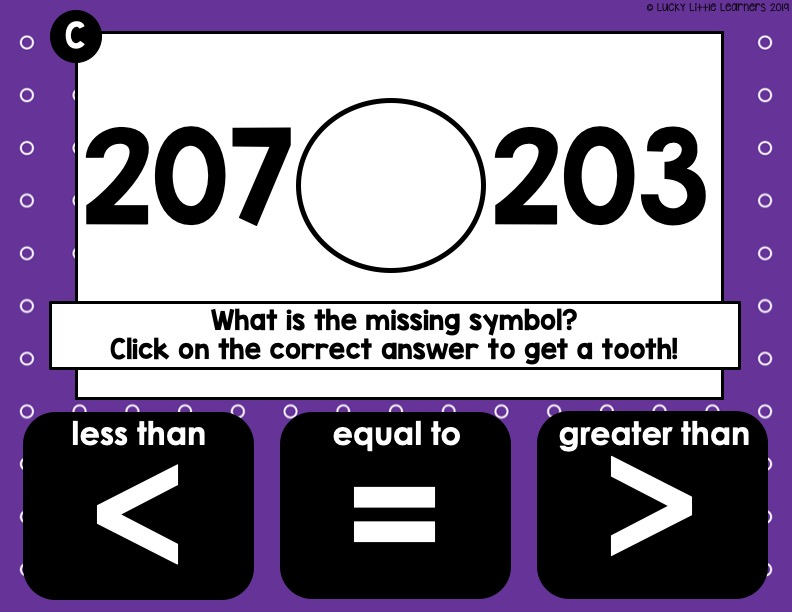 © Lucky Little Learners 2019
C
207 203
What is the missing symbol?
Click on the correct answer to get a tooth!
less than equal to greater than
< = >